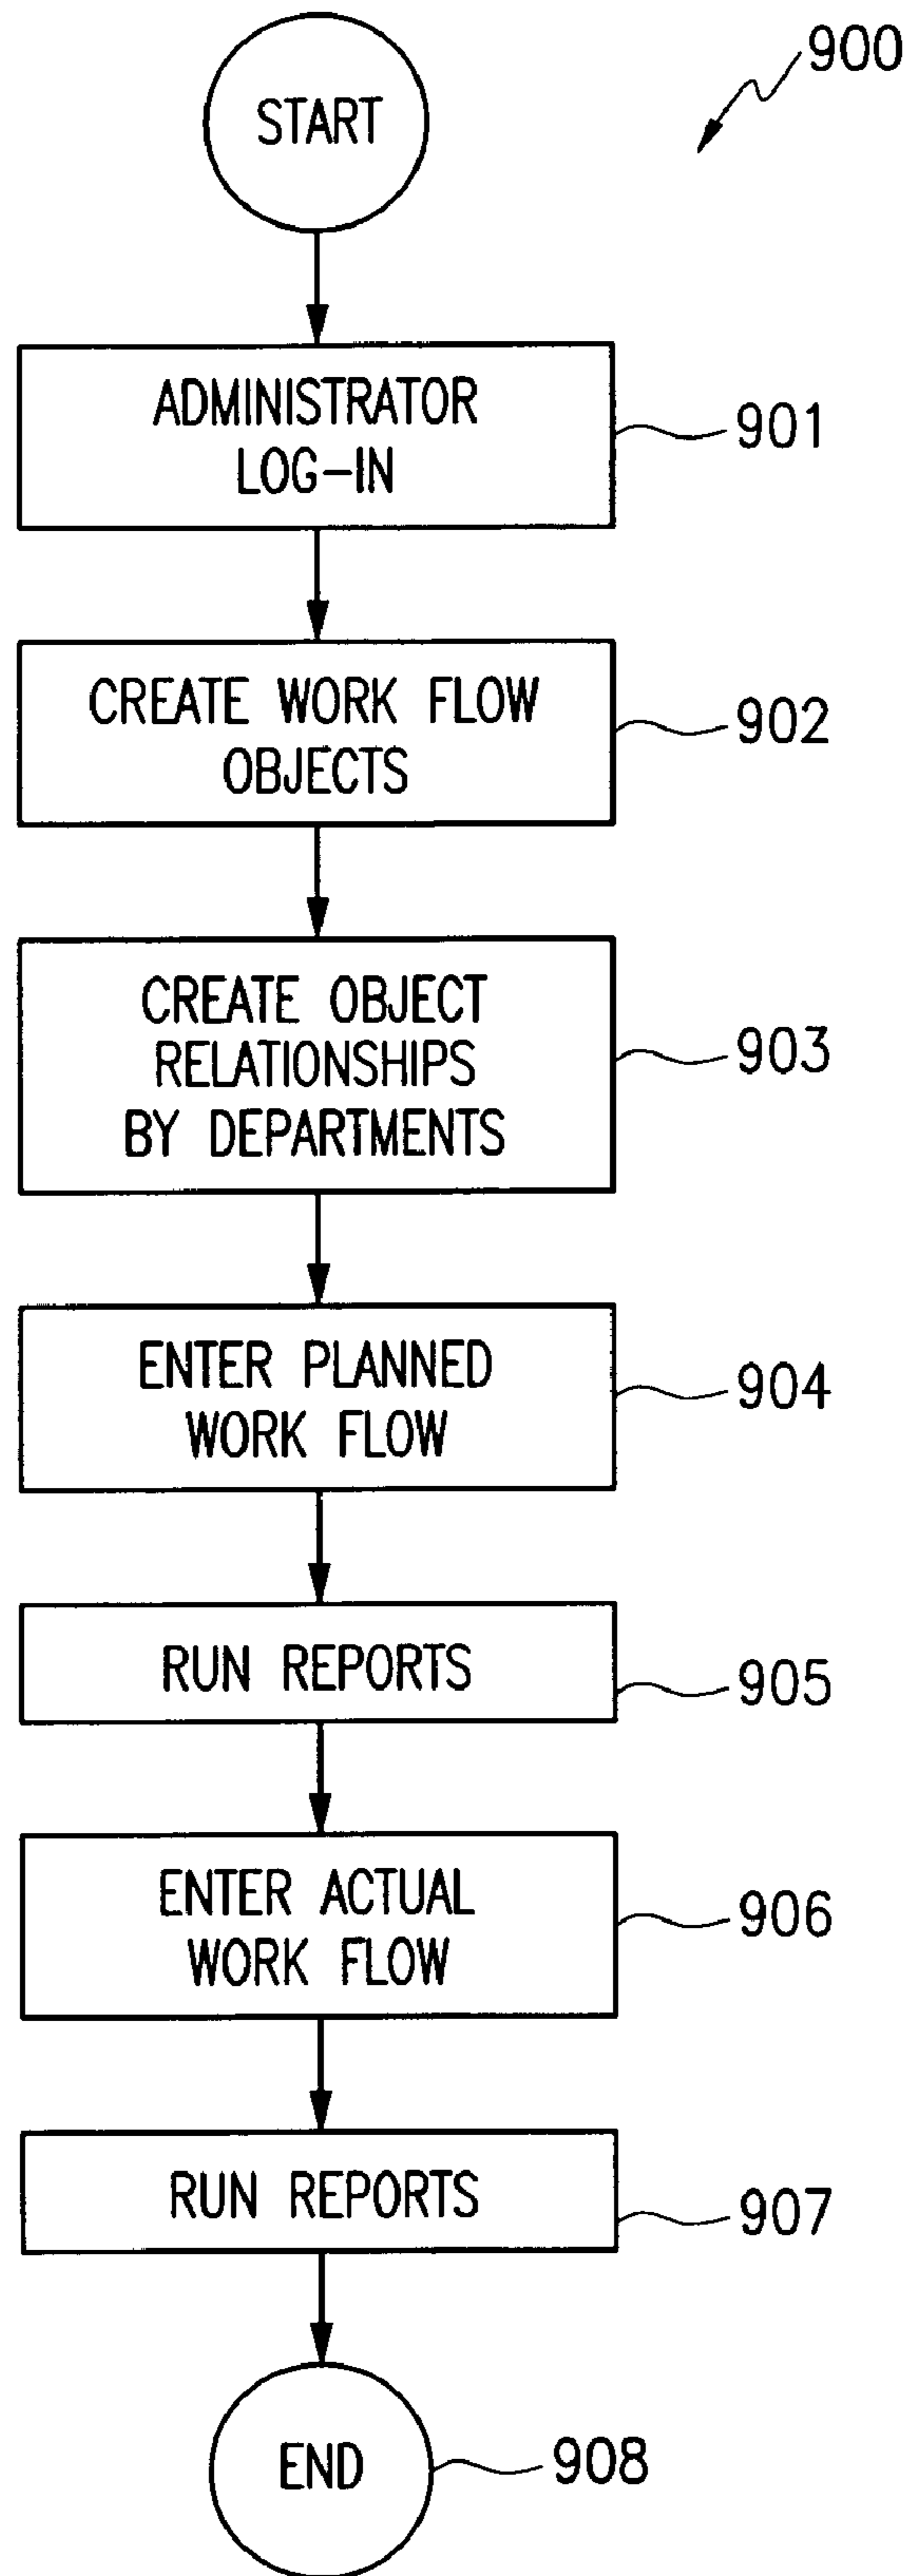 900
START
ADMINISTRATOR
LOG-IN
901
CREATE WORK FLOW
OBJECTS
902
CREATE OBJECT
RELATIONSHIPS
BY DEPARTMENTS
903
ENTER PLANNED
WORK FLOW
904
RUN REPORTS
905
ENTER ACTUAL
WORK FLOW
906
RUN REPORTS
907
END
908